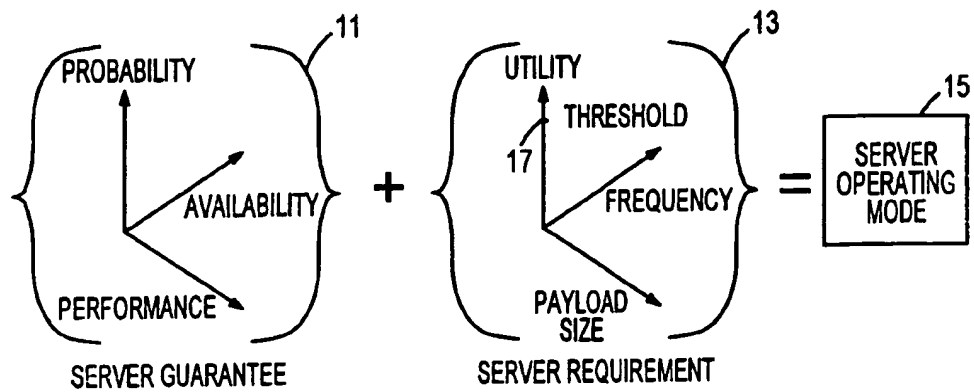 11
PROBABILITY
AVAILABILITY
PERFORMANCE
SERVER GUARANTEE
+
13
UTILITY
THRESHOLD
17
FREQUENCY
PAYLOAD
SIZE
SERVER REQUIREMENT
=
15
SERVER
OPERATING
MODE